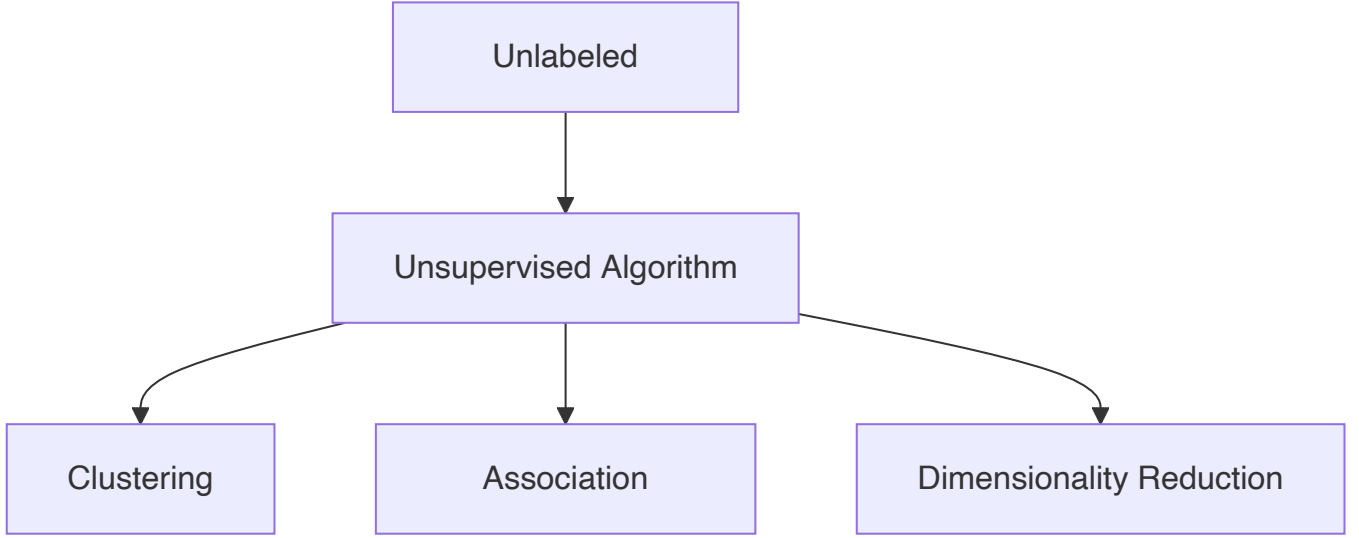 Unlabeled
Unsupervised Algorithm
Clustering
Association
Dimensionality Reduction